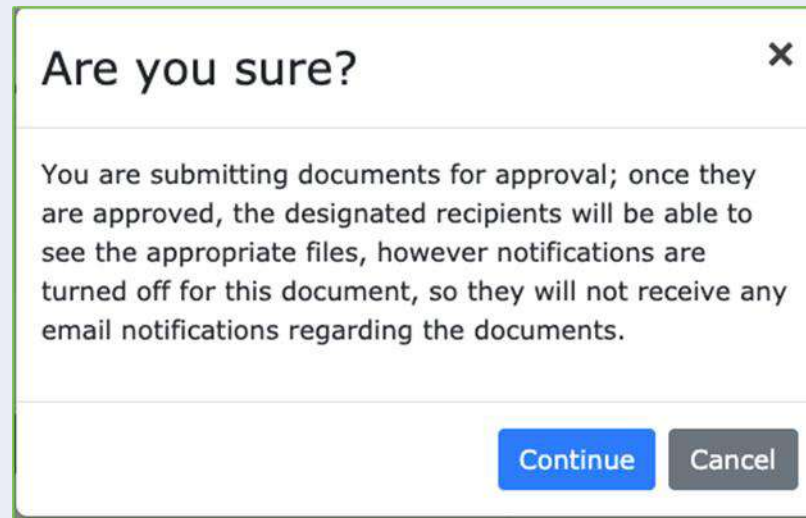 Are you sure?
×
You are submitting documents for approval; once they
are approved, the designated recipients will be able to
see the appropriate files, however notifications are
turned off for this document, so they will not receive any
email notifications regarding the documents.
Continue Cancel